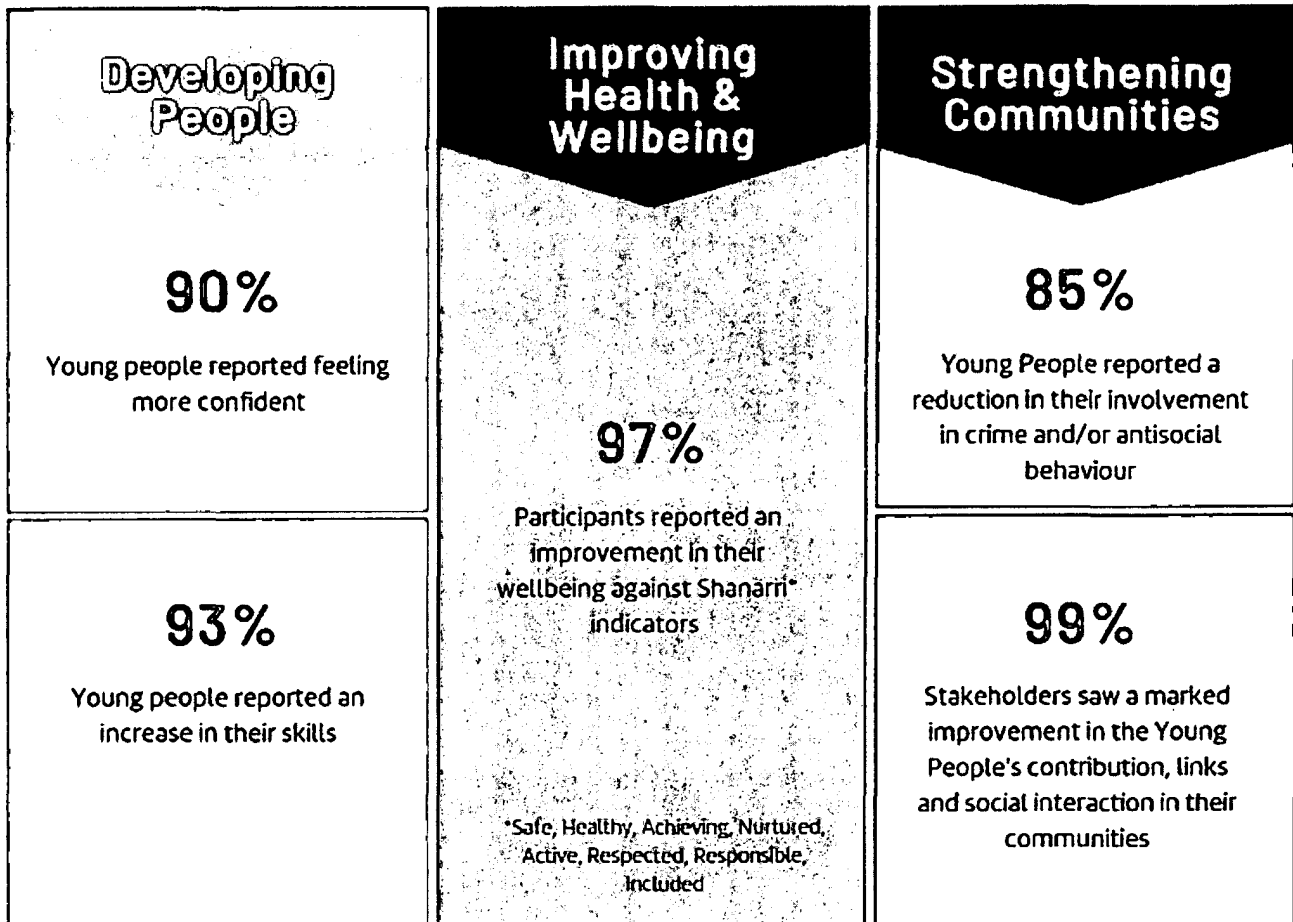 Developing
People
90%
Young people reported feeling
more confident
93%
Young people reported an
increase in their skills
Improving
Health &
Wellbeing
97%
Participants reported an
improvement in their
wellbeing against Shanarri*
indicators
*Safe, Healthy, Achieving, Nurtured,
Active, Respected, Responsible,
Included
Strengthening
Communities
85%
Young People reported a
reduction in their involvement
in crime and/or antisocial
behaviour
99%
Stakeholders saw a marked
improvement in the Young
People's contribution, links
and social interaction in their
communities